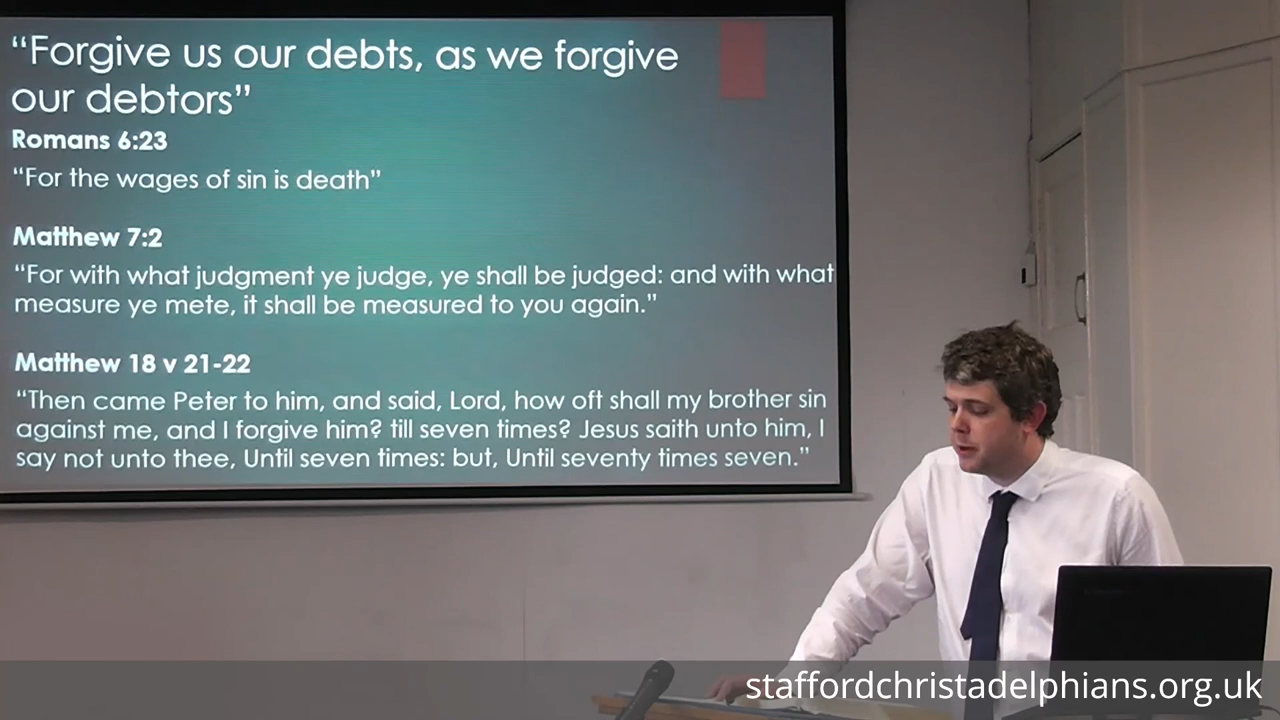 “Forgive us our debts, as we forgive
our debtors”
Romans 6:23
“For the wages of sin is death”
Matthew 7:2
“For with what judgment ye judge, ye shall be judged: and with what
measure ye mete, it shall be measured to you again.”
Matthew 18 v 21-22
“Then came Peter to him, and said, Lord, how oft shall my brother sin
against me, and I forgive him? till seven times? Jesus saith unto him, I
say not unto thee, Until seven times: but, Until seventy times seven.”
staffordchristadelphians.org.uk